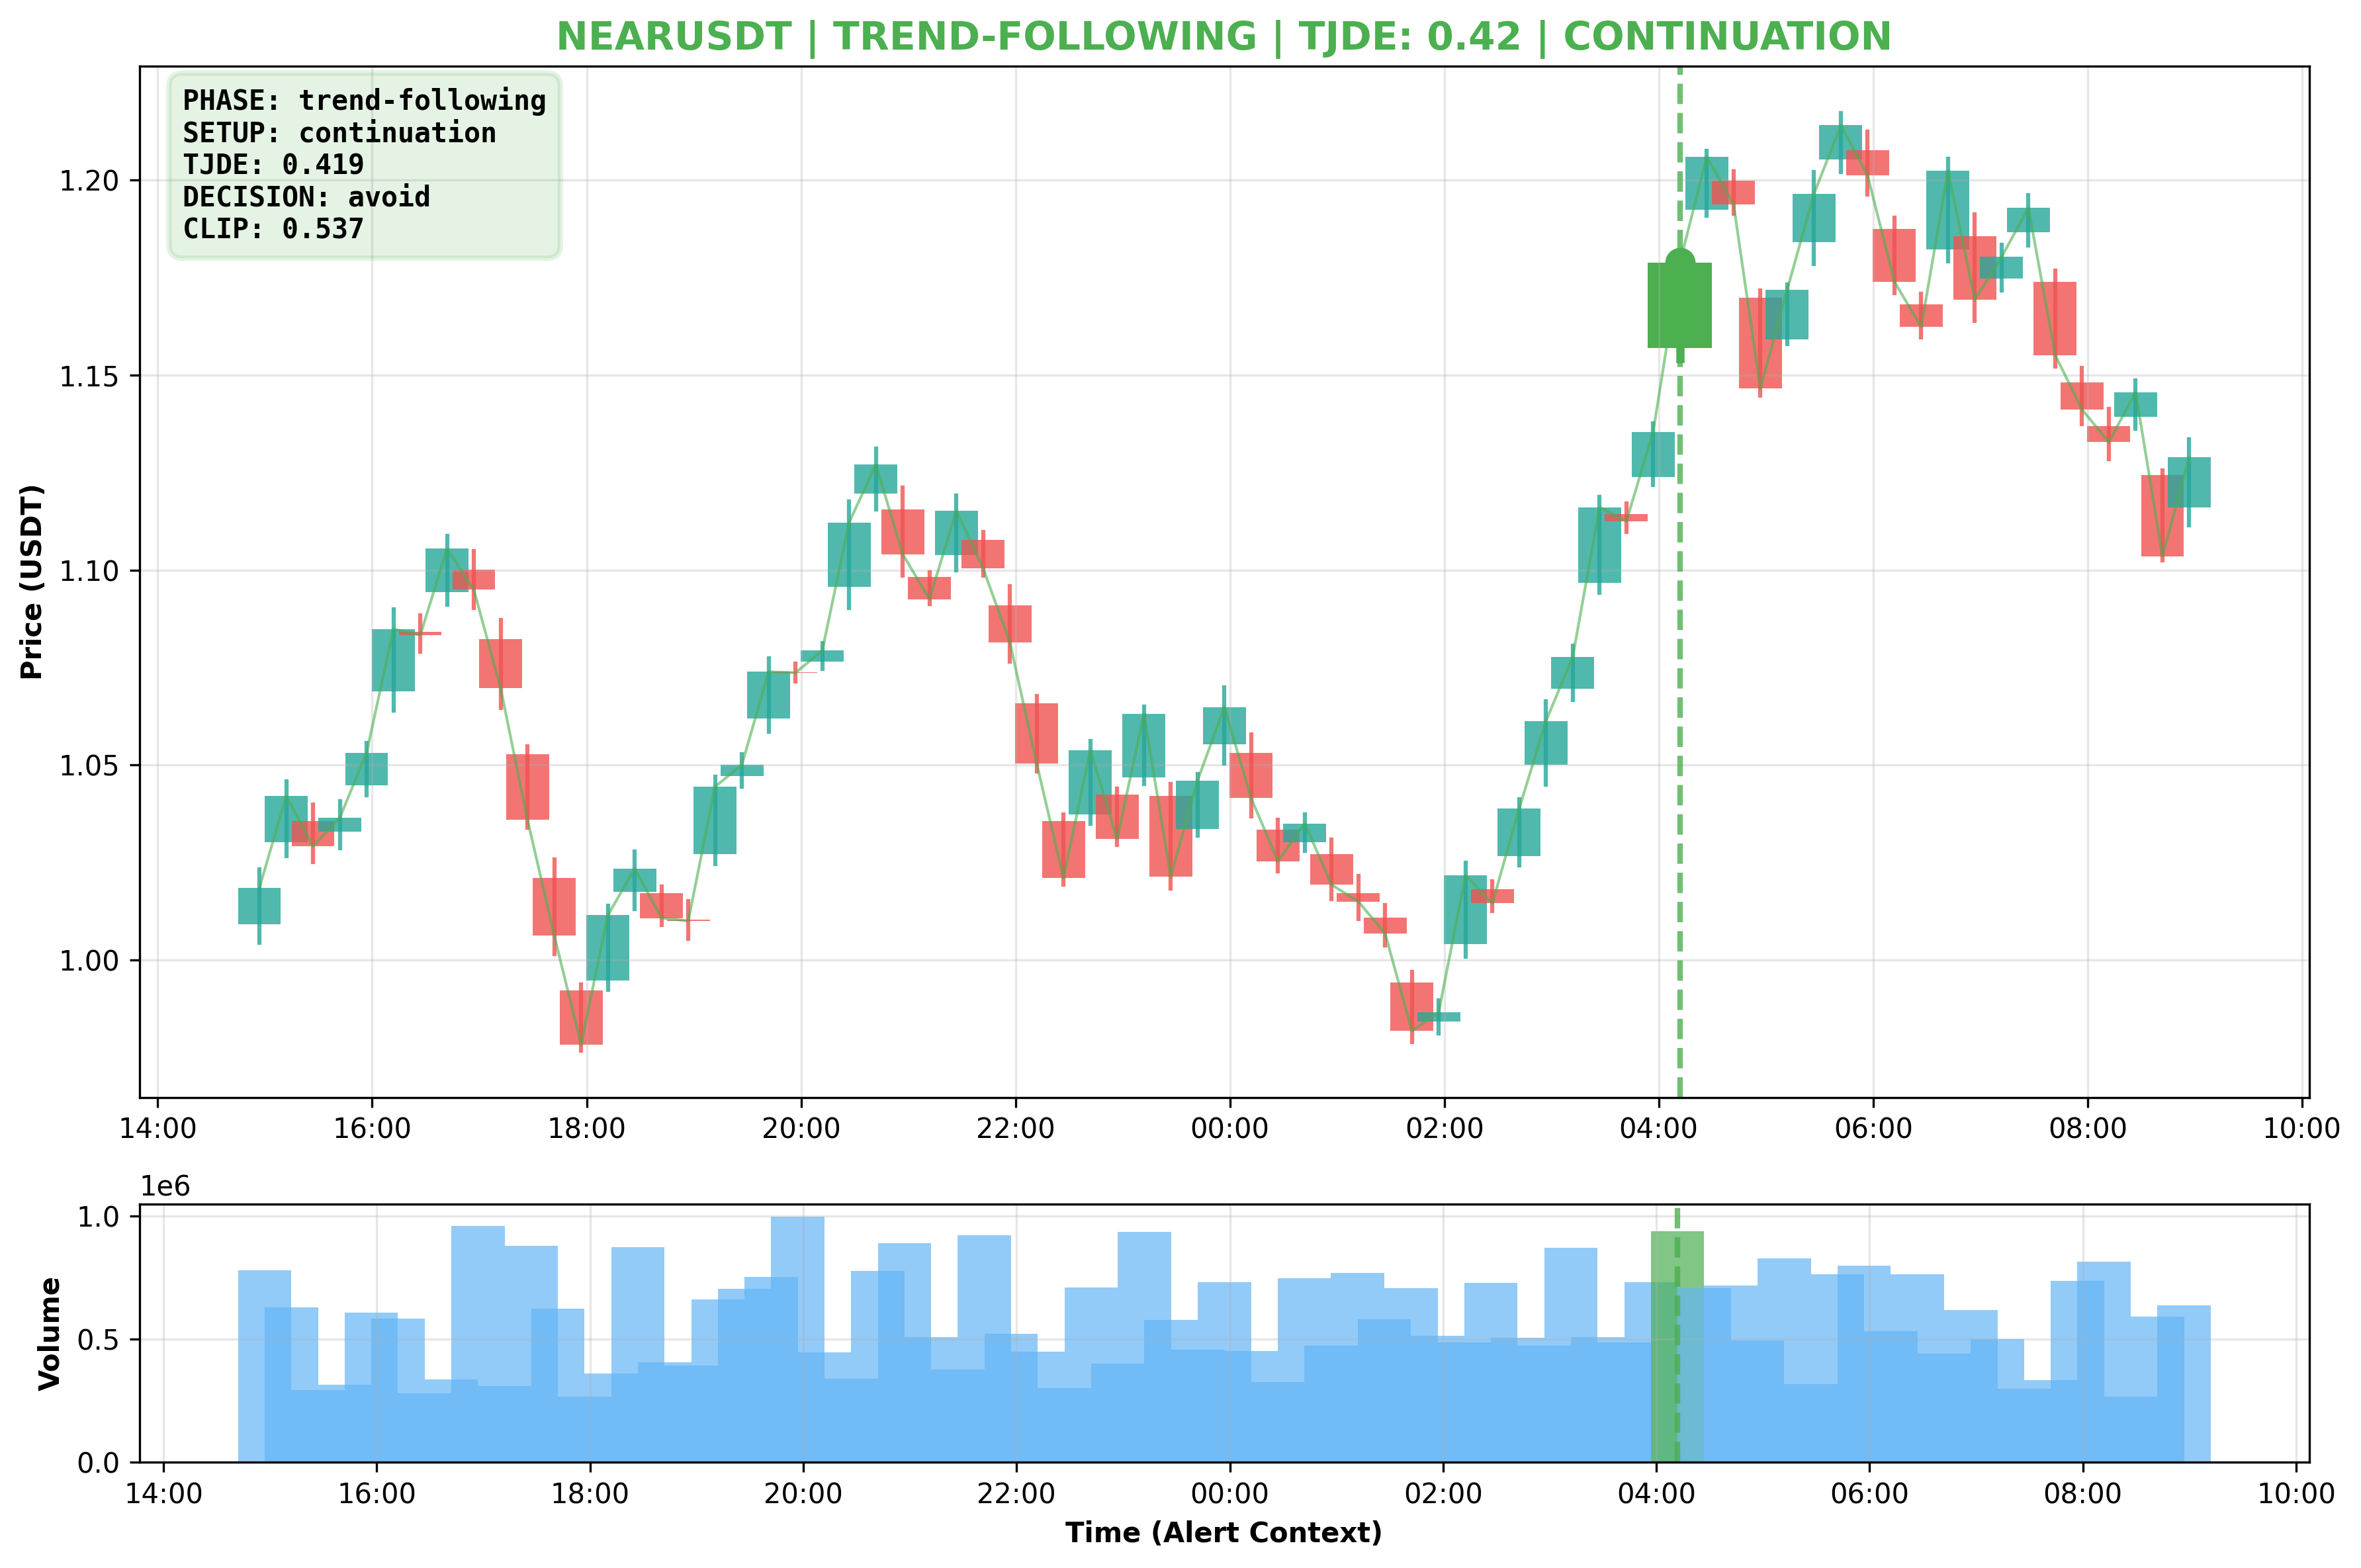 NEARUSDT | TREND-FOLLOWING | TJDE: 0.42 | CONTINUATION
PHASE: trend-following
SETUP: continuation
TJDE: 0.419
DECISION: avoid
CLIP: 0.537
Price (USDT)
1.20
1.15
1.10
1.05
1.00
14:00 16:00 18:00 20:00 22:00 00:00 02:00 04:00 06:00 08:00 10:00
1e6
Volume
1.0
0.5
0.0
14:00 16:00 18:00 20:00 22:00 00:00 02:00 04:00 06:00 08:00 10:00
Time (Alert Context)